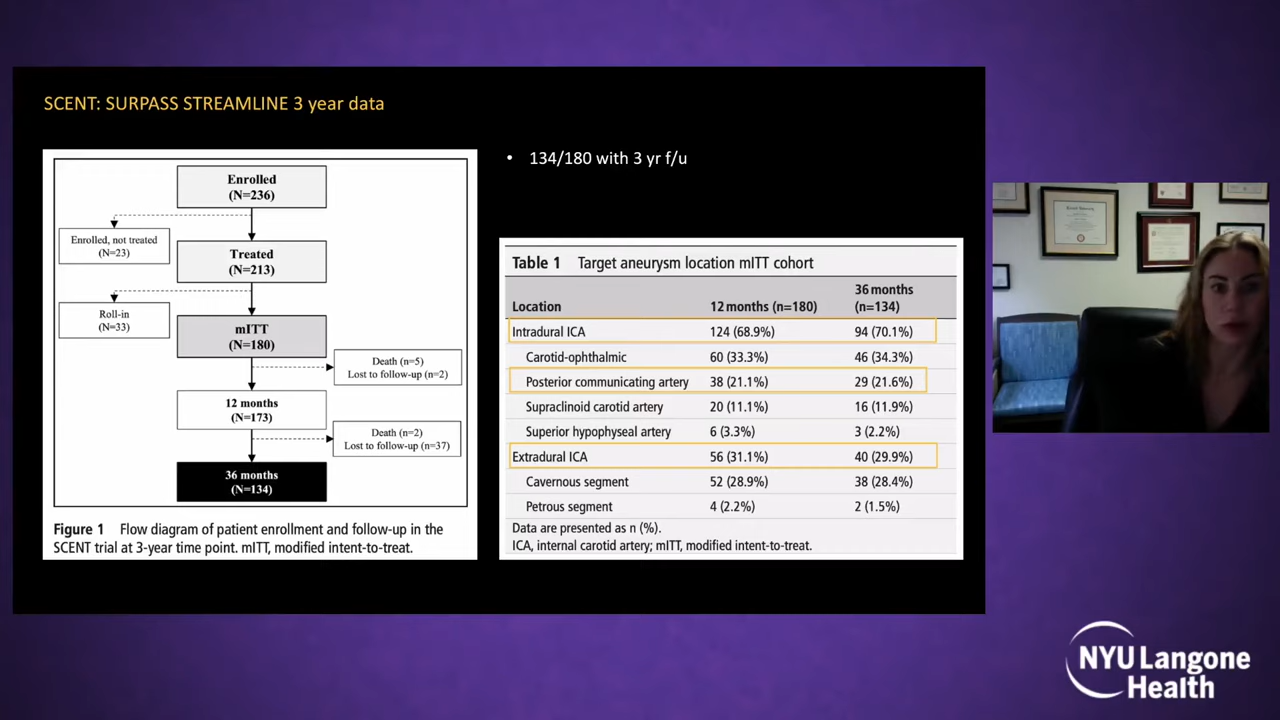 SCENT: SURPASS STREAMLINE 3 year data
Enrolled
(N=236)
Enrolled, not treated
(N=23)
Treated
(N=213)
Roll-in
(N=33)
mITT
(N=180)
Death (n=5)
Lost to follow-up (n=2)
12 months
(N=173)
Death (n=2)
Lost to follow-up (n=37)
36 months
(N=134)
Figure 1 Flow diagram of patient enrollment and follow-up in the
SCENT trial at 3-year time point. mITT, modified intent-to-treat.
• 134/180 with 3 yr f/u
Table 1 Target aneurysm location mITT cohort
Location 12 months (n=180) 36 months (n=134)
Intradural ICA 124 (68.9%) 94 (70.1%)
Carotid-ophthalmic 60 (33.3%) 46 (34.3%)
Posterior communicating artery 38 (21.1%) 29 (21.6%)
Supraclinoid carotid artery 20 (11.1%) 16 (11.9%)
Superior hypophyseal artery 6 (3.3%) 3 (2.2%)
Extradural ICA 56 (31.1%) 40 (29.9%)
Cavernous segment 52 (28.9%) 38 (28.4%)
Petrous segment 4 (2.2%) 2 (1.5%)
Data are presented as n (%).
ICA, internal carotid artery; mITT, modified intent-to-treat.
NYU Langone
Health